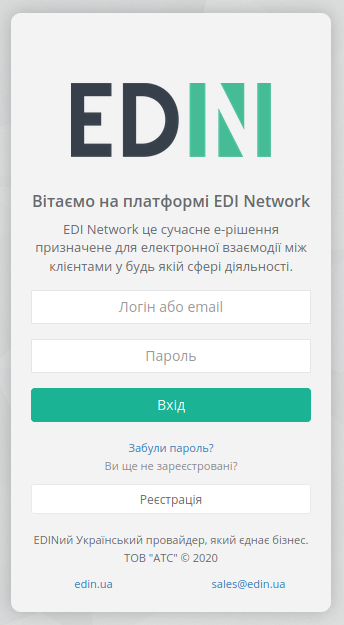 EDIN
Вітаємо на платформі EDI Network
EDI Network це сучасне е-рішення
призначене для електронної взаємодії між
клієнтами у будь якій сфері діяльності.
Логін або email
Пароль
Вхід
Забули пароль?
Ви ще не зареєстровані?
Реєстрація
EDINий Український провайдер, який єднає бізнес.
ТОВ "АТС" © 2020
edin.ua sales@edin.ua